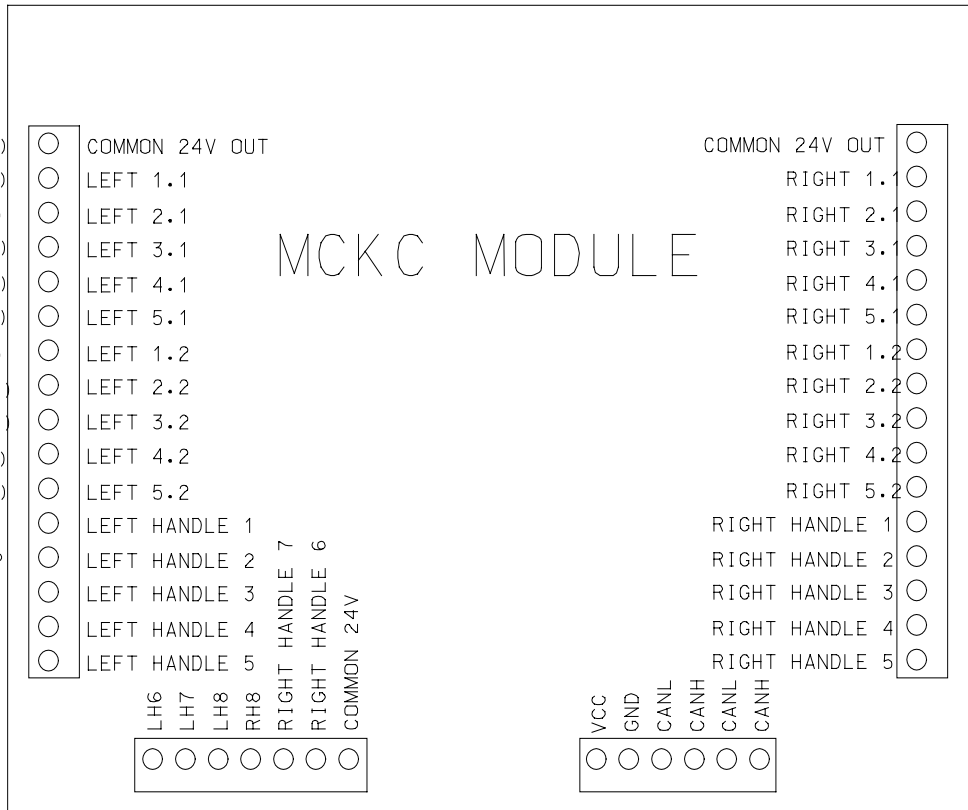 COMMON 24V OUT
LEFT 1.1
LEFT 2.1
LEFT 3.1
LEFT 4.1
LEFT 5.1
LEFT 1.2
LEFT 2.2
LEFT 3.2
LEFT 4.2
LEFT 5.2
LEFT HANDLE 1
LEFT HANDLE 2
LEFT HANDLE 3
LEFT HANDLE 4
LEFT HANDLE 5
MCKC MODULE
COMMON 24V OUT
RIGHT 1.1
RIGHT 2.1
RIGHT 3.1
RIGHT 4.1
RIGHT 5.1
RIGHT 1.2
RIGHT 2.2
RIGHT 3.2
RIGHT 4.2
RIGHT 5.2
RIGHT HANDLE 1
RIGHT HANDLE 2
RIGHT HANDLE 3
RIGHT HANDLE 4
RIGHT HANDLE 5
LH6
LH7
LH8
RH8
RIGHT HANDLE 7
RIGHT HANDLE 6
COMMON 24V
VCC
GND
CANL
CANH
CANL
CANH